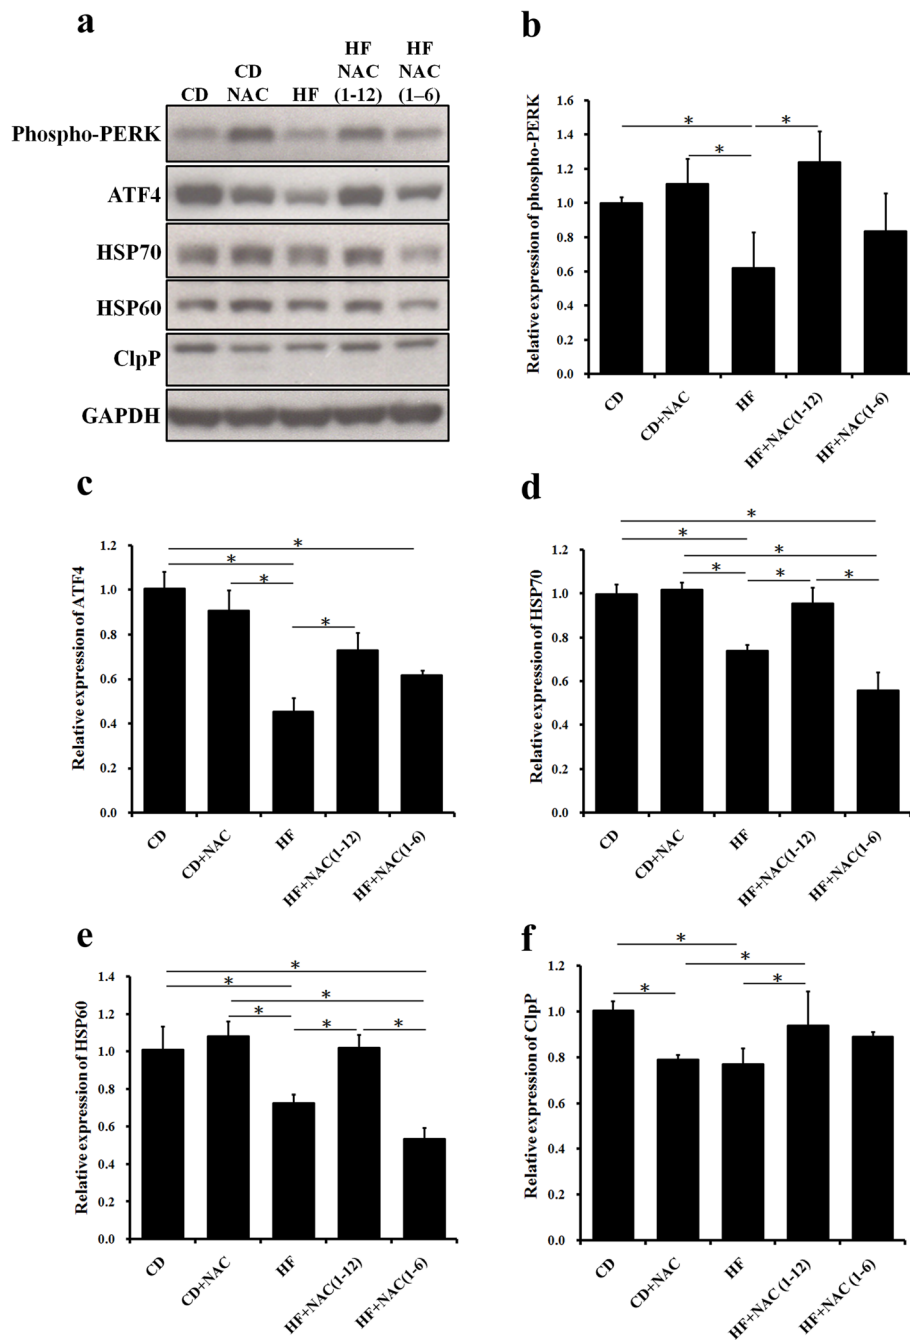 a
CD
CD
NAC
HF
HF
NAC
(1-12)
HF
NAC
(1–6)
Phospho-PERK
ATF4
HSP70
HSP60
ClpP
GAPDH
b
Relative expression of phospho-PERK
1.6
1.4
1.2
1.0
0.8
0.6
0.4
0.2
0.0
*
*
*
CD
CD+NAC
HF
HF+NAC(1-12)
HF+NAC(1-6)
c
Relative expression of ATF4
1.2
1.0
0.8
0.6
0.4
0.2
0.0
*
*
*
*
CD
CD+NAC
HF
HF+NAC(1-12)
HF+NAC(1-6)
d
Relative expression of HSP70
1.2
1.0
0.8
0.6
0.4
0.2
0.0
*
*
*
*
*
*
CD
CD+NAC
HF
HF+NAC(1-12)
HF+NAC(1-6)
e
Relative expression of HSP60
1.4
1.2
1.0
0.8
0.6
0.4
0.2
0.0
*
*
*
*
*
*
CD
CD+NAC
HF
HF+NAC(1-12)
HF+NAC(1-6)
f
Relative expression of ClpP
1.2
1.0
0.8
0.6
0.4
0.2
0.0
*
*
*
*
CD
CD+NAC
HF
HF+NAC (1-12)
HF+NAC (1-6)